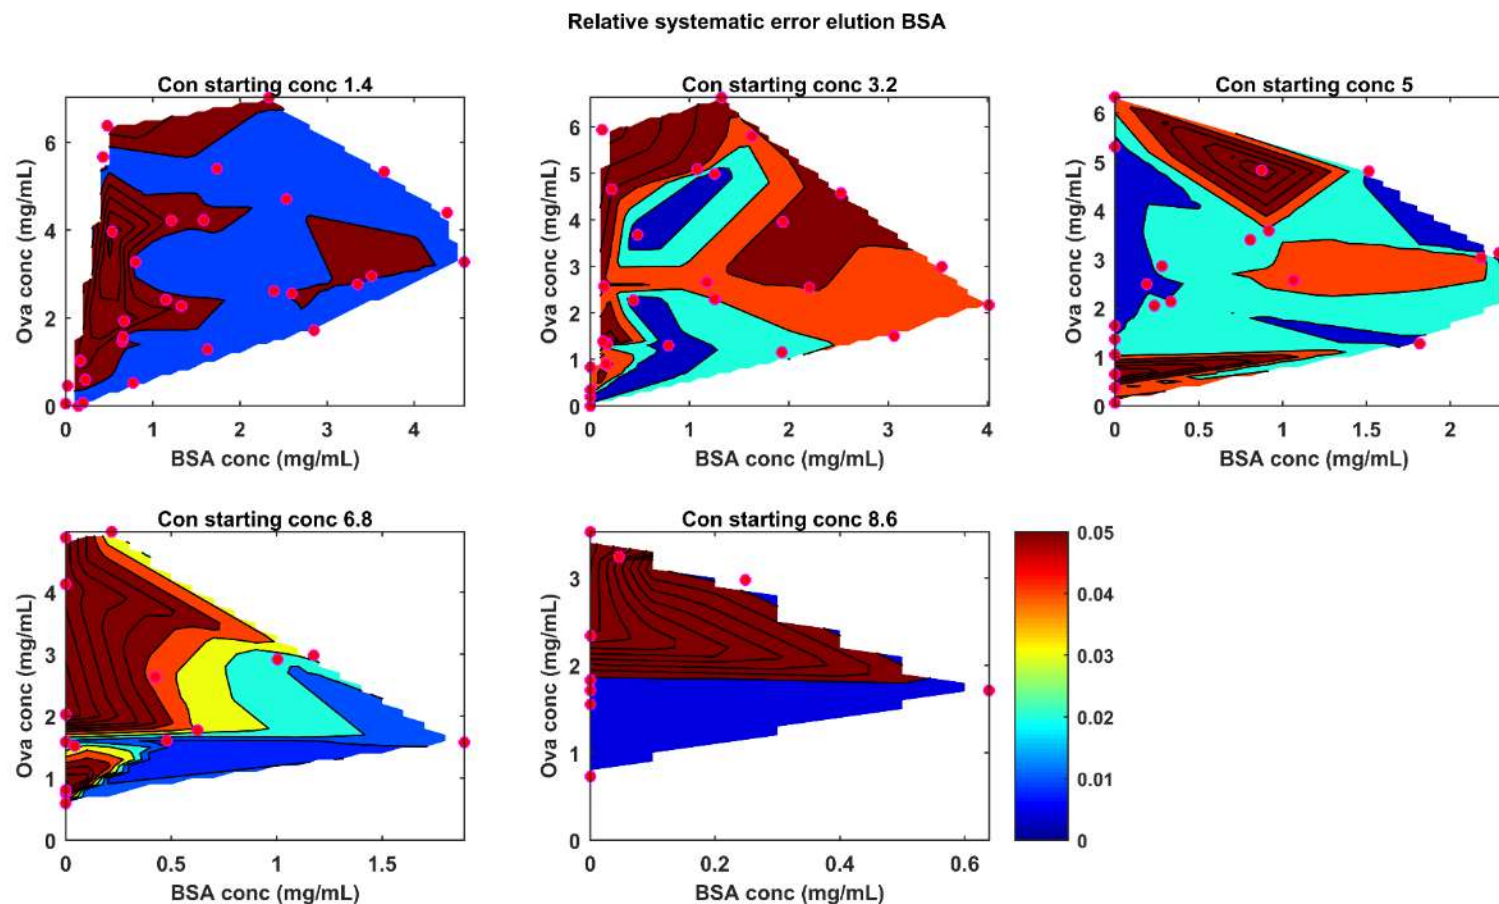 Relative systematic error elution BSA
Con starting conc 1.4
Ova conc (mg/mL)
6
4
2
0
0 1 2 3 4
BSA conc (mg/mL)
Con starting conc 3.2
Ova conc (mg/mL)
6
5
4
3
2
1
0
0 1 2 3 4
BSA conc (mg/mL)
Con starting conc 5
Ova conc (mg/mL)
6
5
4
3
2
1
0
0 0.5 1 1.5 2
BSA conc (mg/mL)
Con starting conc 6.8
Ova conc (mg/mL)
4
3
2
1
0
0 0.5 1 1.5
BSA conc (mg/mL)
Con starting conc 8.6
Ova conc (mg/mL)
3
2
1
0
0 0.2 0.4 0.6
BSA conc (mg/mL)
0.05
0.04
0.03
0.02
0.01
0